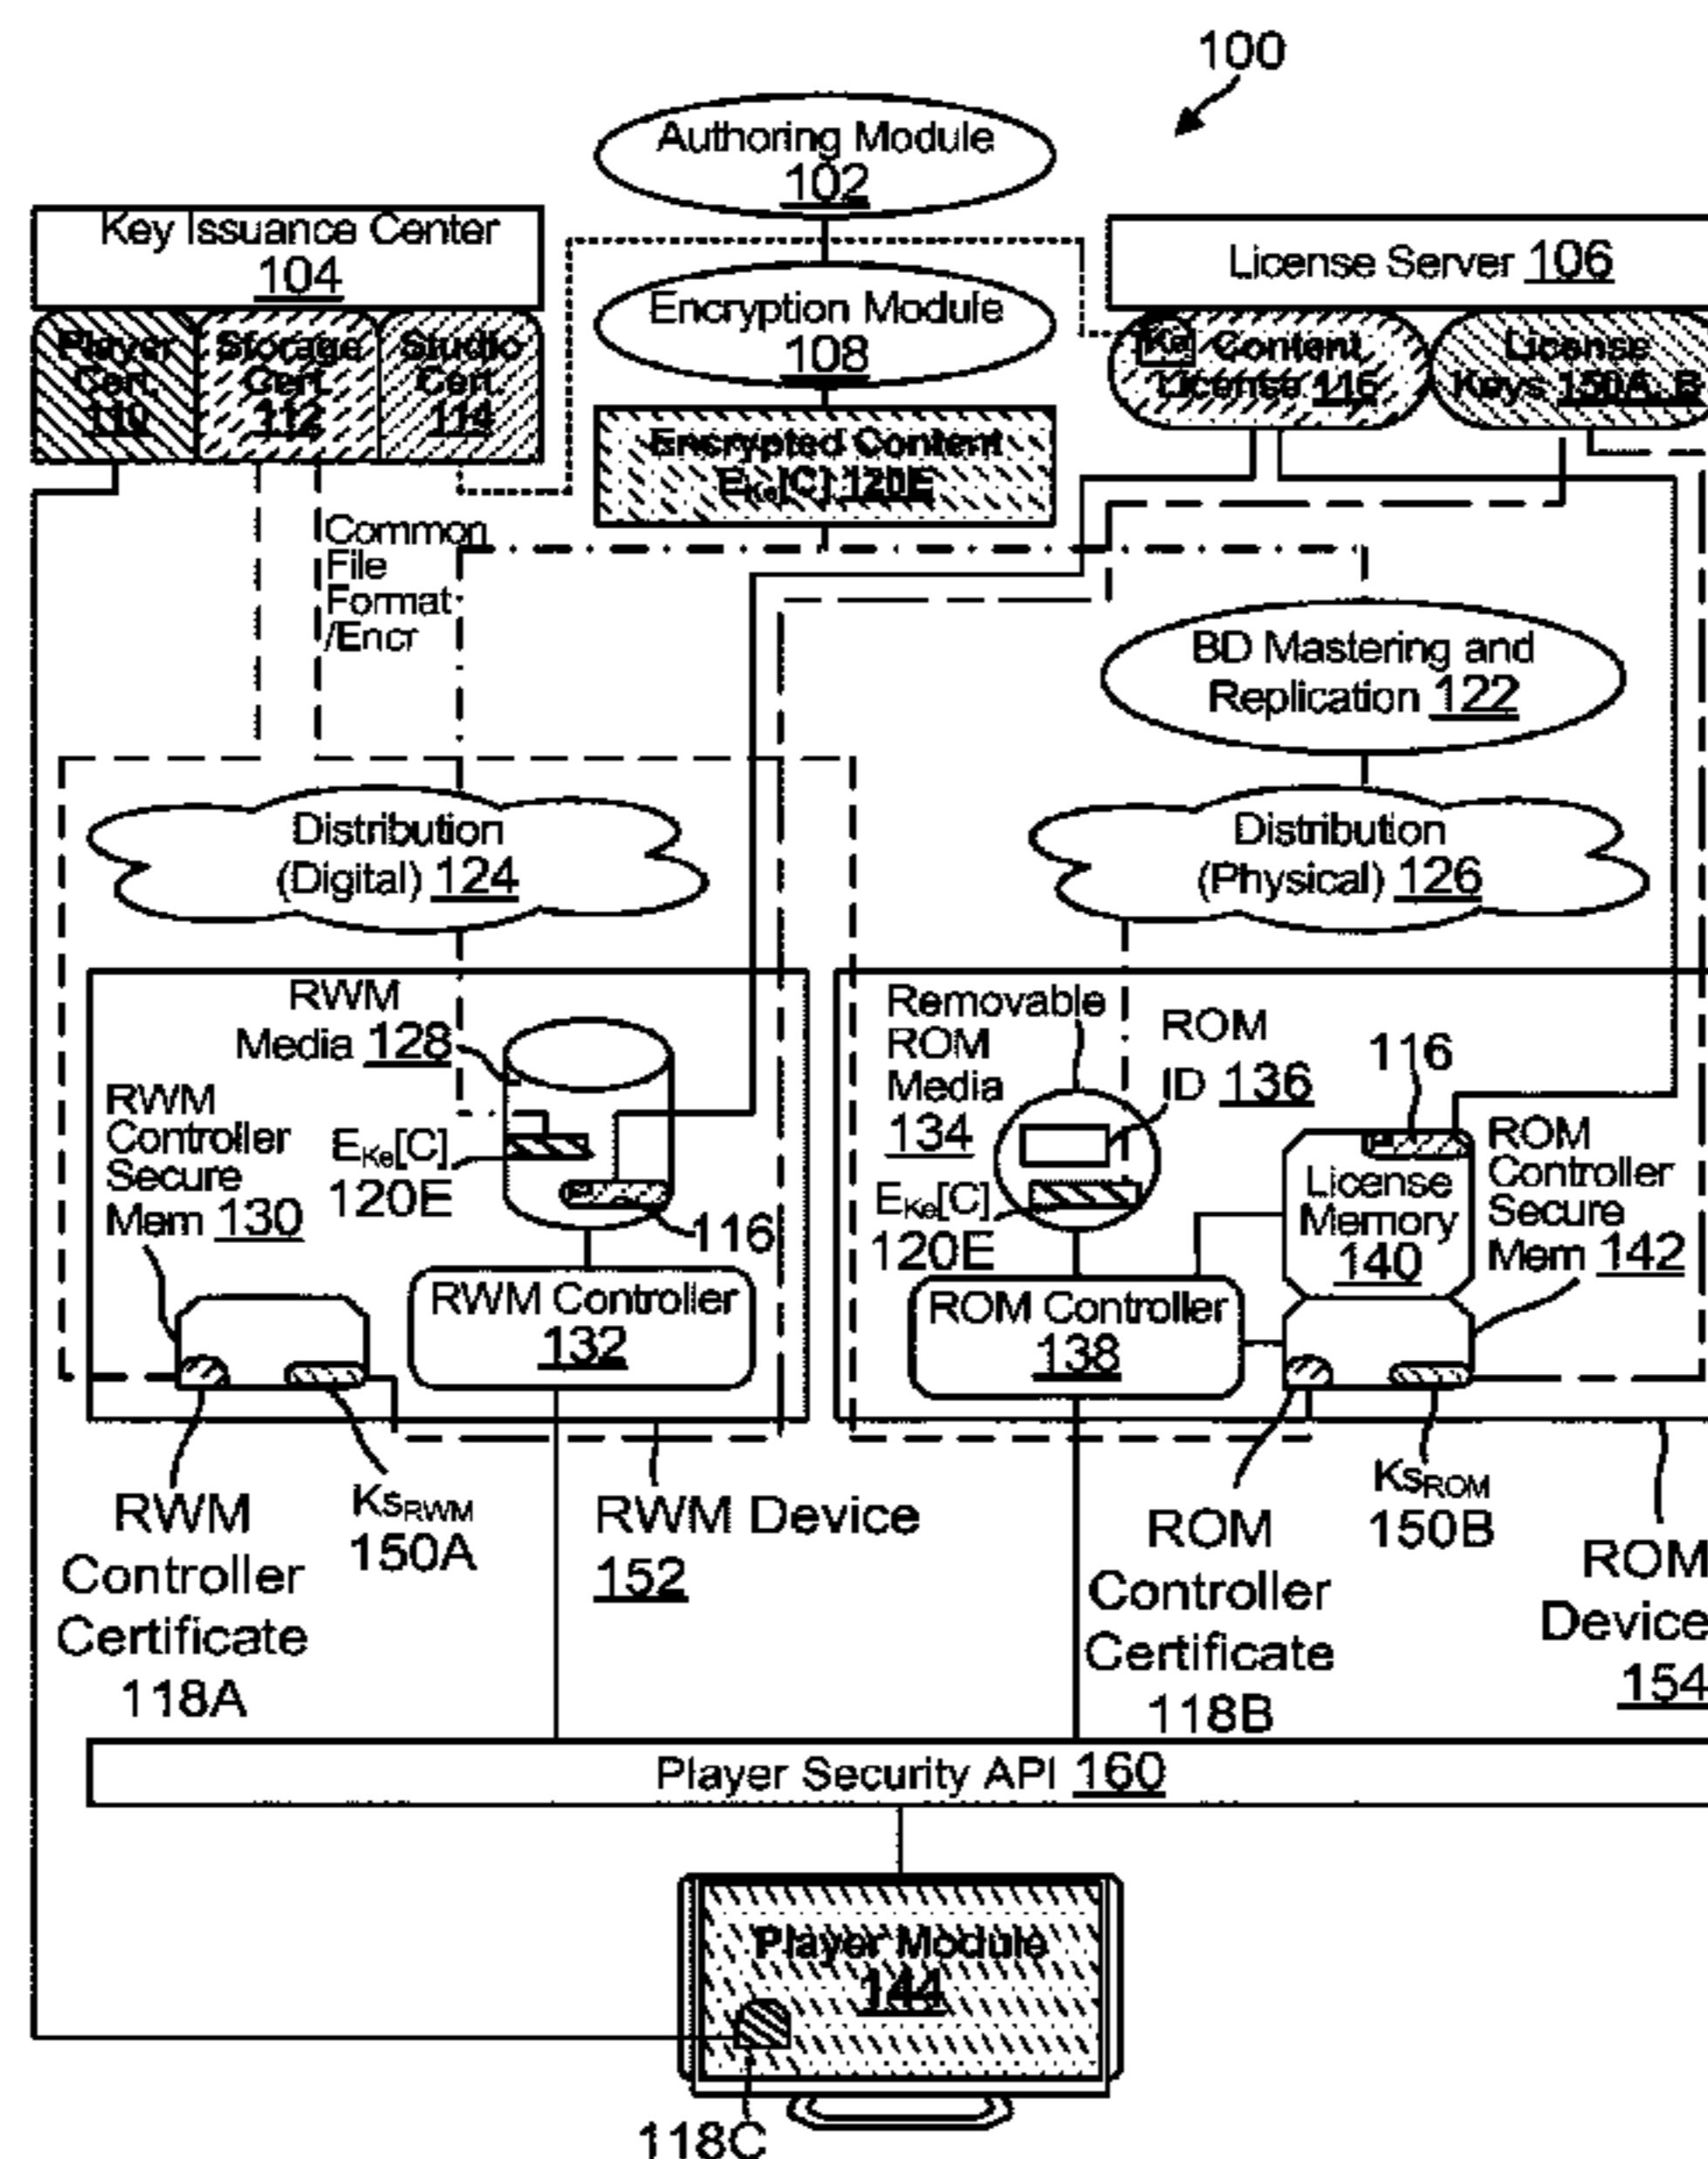 100
Authoring Module
102
Key Issuance Center
104
License Server 106
Encryption Module
108
Player
Cert.
110
Storage
Cert.
112
Studio
Cert.
114
Ke
Content
License 116
License
Keys 150A, B
Encrypted Content
EKe[C] 120E
Common
File
Format
/Encr
BD Mastering and
Replication 122
Distribution
(Digital) 124
Distribution
(Physical) 126
RWM
Media 128
RWM
Controller
Secure
Mem 130
EKe[C]
120E
116
RWM Controller
132
Removable
ROM
Media
134
ROM
ID 136
EKe[C]
120E
116
License
Memory
140
ROM
Controller
Secure
Mem 142
ROM Controller
138
RWM
Controller
Certificate
118A
KsRWM
150A
RWM Device
152
ROM
Controller
Certificate
118B
KsROM
150B
ROM
Device
154
Player Security API 160
Player Module
144
118C